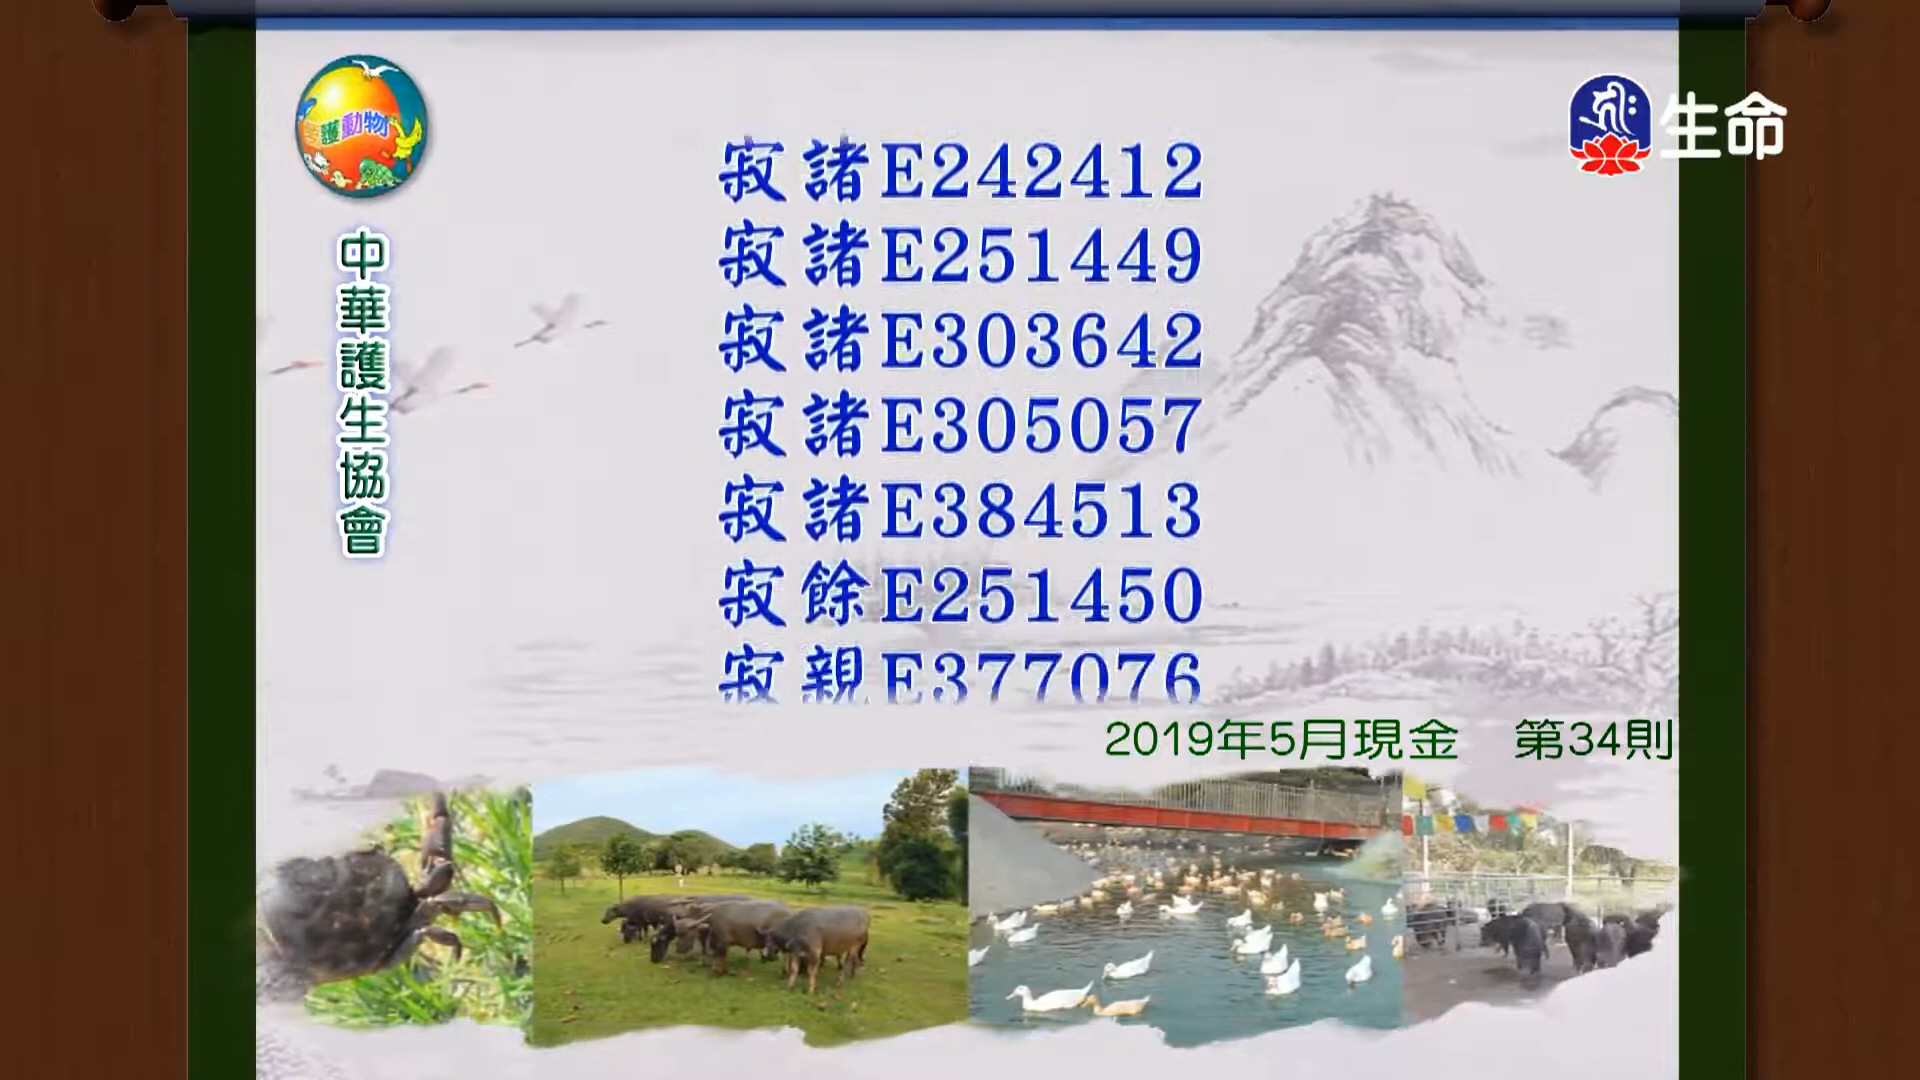 愛護動物
生命
中華護生協會
寂諸E242412
寂諸E251449
寂諸E303642
寂諸E305057
寂諸E384513
寂餘E251450
寂親E377076
2019年5月現金 第34則